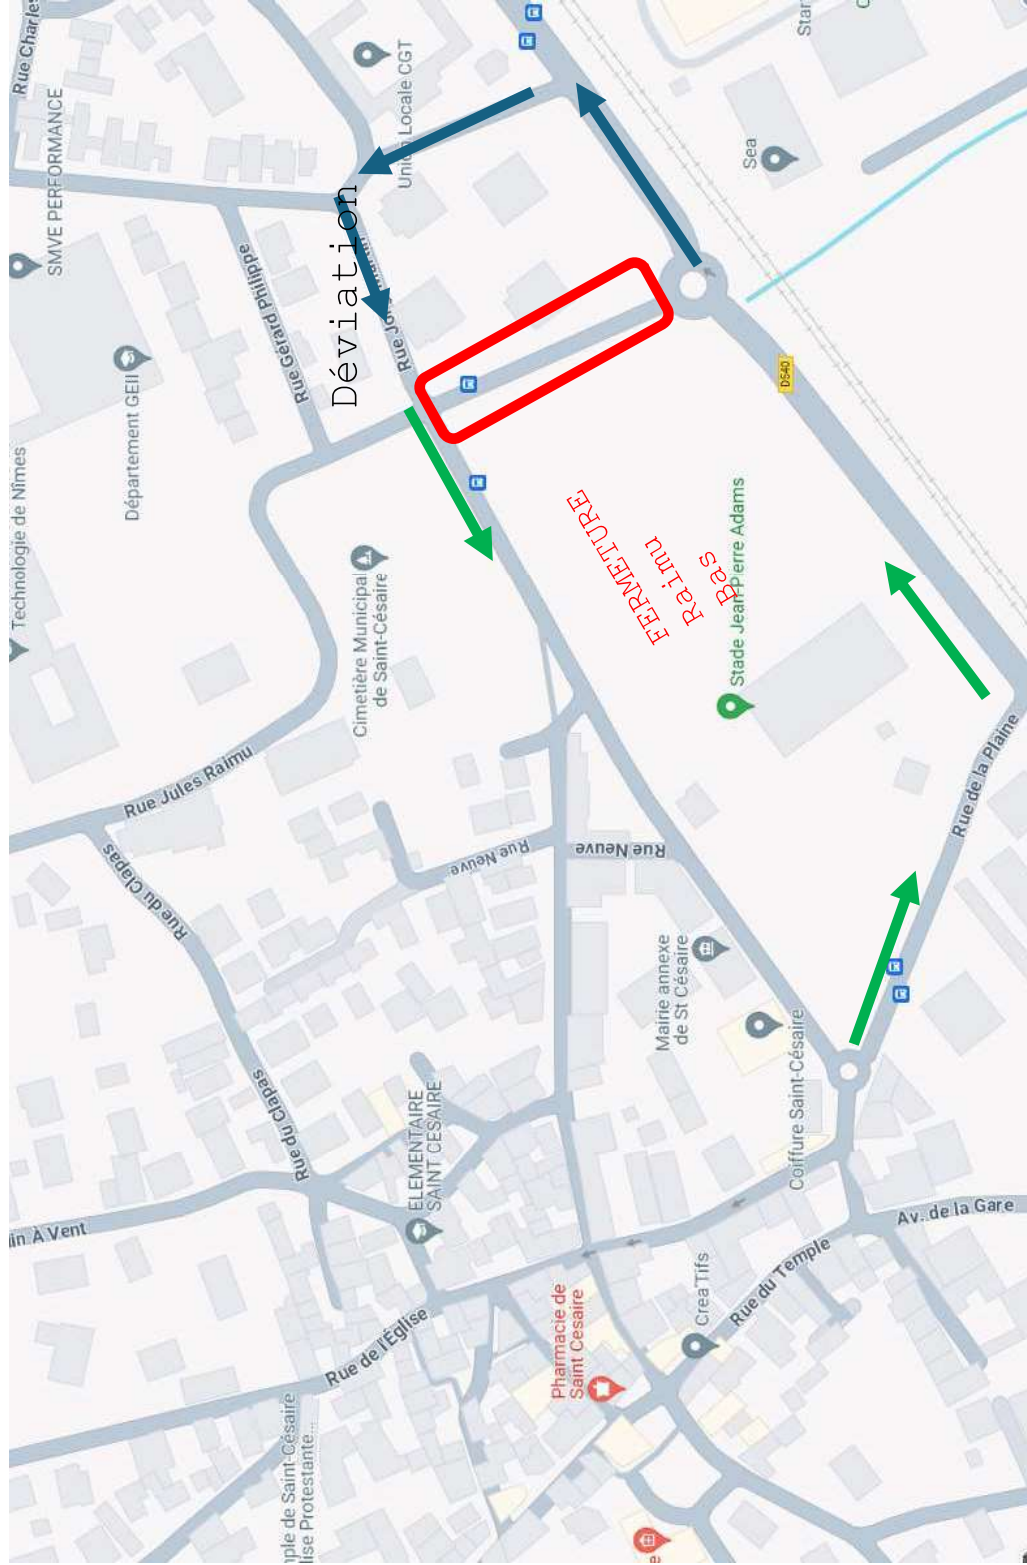 Rue Charles
SMVE PERFORMANCE
Union Locale CGT
Star
Sea
Rue Gérard Philippe
Déviation
Département GEII
Technologie de Nîmes
D640
Cimetière Municipal
de Saint-Césaire
FERMETURE
Raimu
Bas
Stade Jean-Pierre Adams
Rue Jules Raimu
Rue du Clapas
Rue Neuve
Rue Neuve
Rue de la Plaine
Mairie annexe
de St Césaire
Coiffure Saint-Césaire
Rue du Clapas
ELEMENTAIRE
SAINT CESAIRE
in À Vent
Av. de la Gare
Rue du Temple
Crea'Tifs
Pharmacie de
Saint Cesaire
Rue de l'Église
ple de Saint-Césaire
lise Protestante...
e